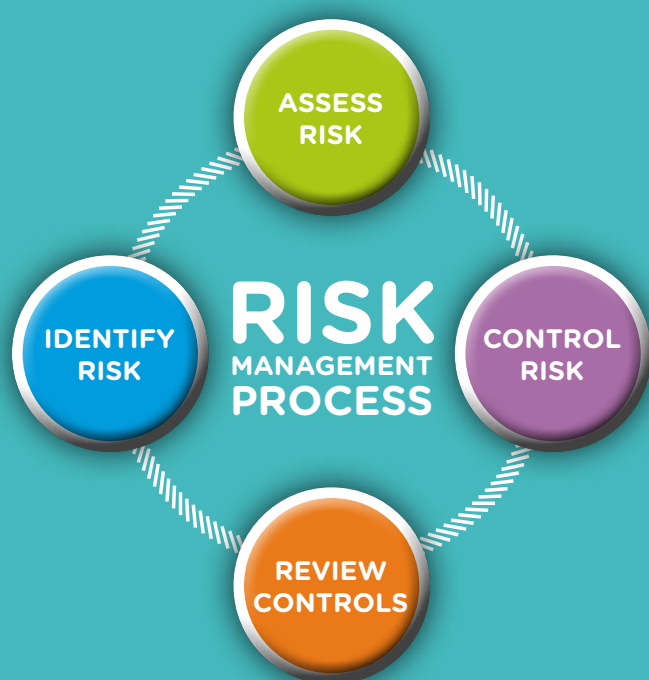 ASSESS
RISK
IDENTIFY
RISK
RISK
MANAGEMENT
PROCESS
CONTROL
RISK
REVIEW
CONTROLS